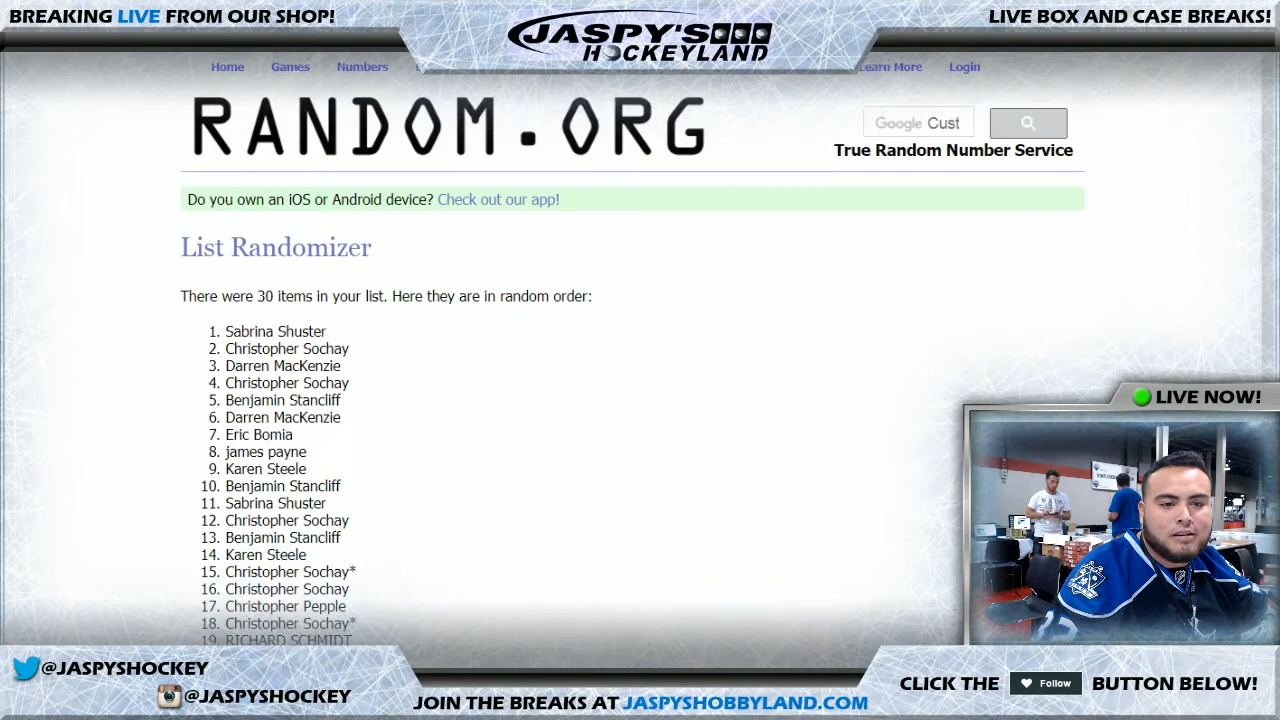 BREAKING LIVE FROM OUR SHOP!
JASPY'S
HOCKEYLAND
LIVE BOX AND CASE BREAKS!
Home Games Numbers Learn More Login
RANDOM.ORG
Google Cust
True Random Number Service
Do you own an iOS or Android device? Check out our app!
List Randomizer
There were 30 items in your list. Here they are in random order:
1. Sabrina Shuster
2. Christopher Sochay
3. Darren MacKenzie
4. Christopher Sochay
5. Benjamin Stancliff
6. Darren MacKenzie
7. Eric Bomia
8. james payne
9. Karen Steele
10. Benjamin Stancliff
11. Sabrina Shuster
12. Christopher Sochay
13. Benjamin Stancliff
14. Karen Steele
15. Christopher Sochay*
16. Christopher Sochay
17. Christopher Pepple
18. Christopher Sochay*
19. RICHARD SCHMIDT
LIVE NOW!
@JASPYSHOCKEY
@JASPYSHOCKEY
JOIN THE BREAKS AT JASPYSHOBBYLAND.COM
CLICK THE Follow BUTTON BELOW!